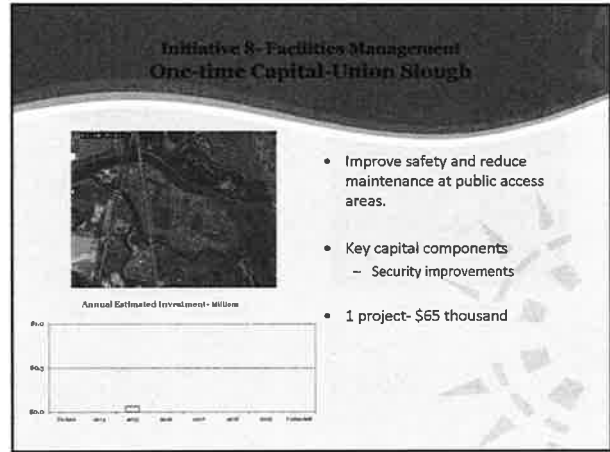 Initiative 8- Facilities Management
One-time Capital-Union Slough
• Improve safety and reduce
maintenance at public access
areas.
• Key capital components
– Security improvements
• 1 project- $65 thousand
Annual Estimated Investment- Millions
$1.0
$0.5
$0.0